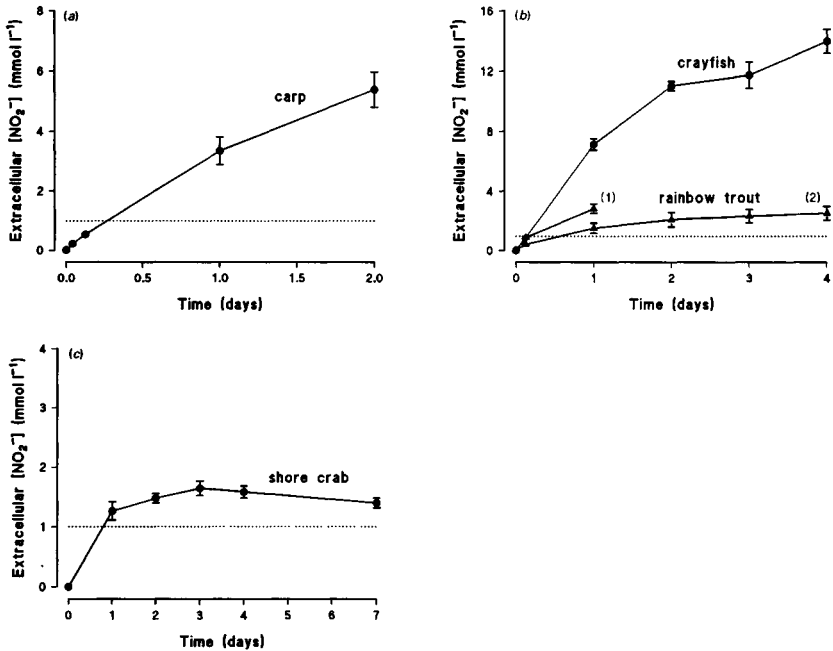 (a)
Extracellular [NO₂⁻] (mmol l⁻¹)
8
6
4
2
0
carp
0.0 0.5 1.0 1.5 2.0
Time (days)
(b)
Extracellular [NO₂⁻] (mmol l⁻¹)
16
12
8
4
0
crayfish
(1)
rainbow trout
(2)
0 1 2 3 4
Time (days)
(c)
Extracellular [NO₂⁻] (mmol l⁻¹)
4
3
2
1
0
shore crab
0 1 2 3 4 5 6 7
Time (days)